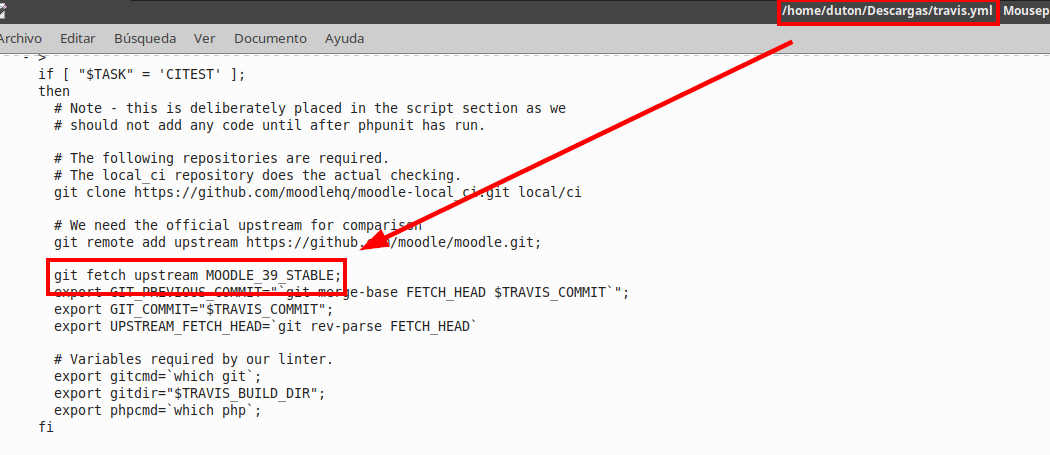 /home/duton/Descargas/travis.yml Mousep
Archivo Editar Búsqueda Ver Documento Ayuda
- >
if [ "$TASK" = 'CITEST' ];
then
# Note - this is deliberately placed in the script section as we
# should not add any code until after phpunit has run.
# The following repositories are required.
# The local_ci repository does the actual checking.
git clone https://github.com/moodlehq/moodle-local_ci.git local/ci
# We need the official upstream for comparison
git remote add upstream https://github.com/moodle/moodle.git;
git fetch upstream MOODLE_39_STABLE;
export GIT_PREVIOUS_COMMIT="`git merge-base FETCH_HEAD $TRAVIS_COMMIT`";
export GIT_COMMIT="$TRAVIS_COMMIT";
export UPSTREAM_FETCH_HEAD=`git rev-parse FETCH_HEAD`
# Variables required by our linter.
export gitcmd=`which git`;
export gitdir="$TRAVIS_BUILD_DIR";
export phpcmd=`which php`;
fi